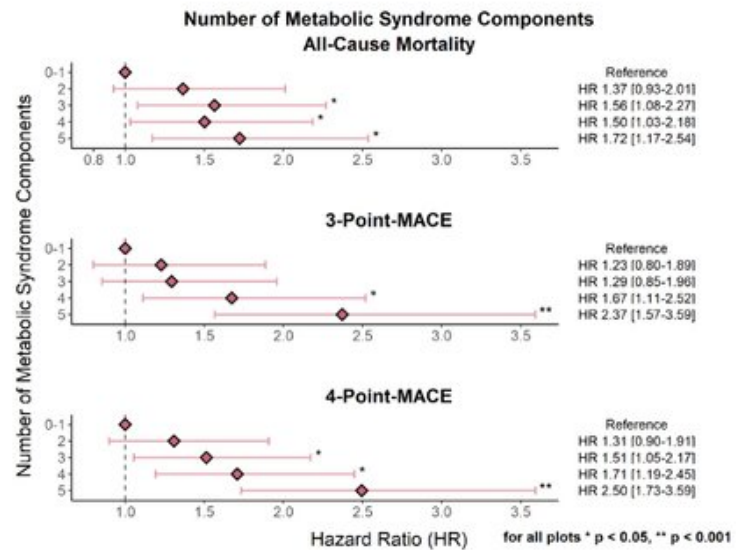 Number of Metabolic Syndrome Components
All-Cause Mortality
Number of Metabolic Syndrome Components
0-1 Reference
2 HR 1.37 [0.93-2.01]
3 * HR 1.56 [1.08-2.27]
4 * HR 1.50 [1.03-2.18]
5 * HR 1.72 [1.17-2.54]
0.8 1.0 1.5 2.0 2.5 3.0 3.5
3-Point-MACE
0-1 Reference
2 HR 1.23 [0.80-1.89]
3 HR 1.29 [0.85-1.96]
4 * HR 1.67 [1.11-2.52]
5 ** HR 2.37 [1.57-3.59]
1.0 1.5 2.0 2.5 3.0 3.5
4-Point-MACE
0-1 Reference
2 HR 1.31 [0.90-1.91]
3 * HR 1.51 [1.05-2.17]
4 * HR 1.71 [1.19-2.45]
5 ** HR 2.50 [1.73-3.59]
1.0 1.5 2.0 2.5 3.0 3.5
Hazard Ratio (HR)
for all plots * p < 0.05, ** p < 0.001